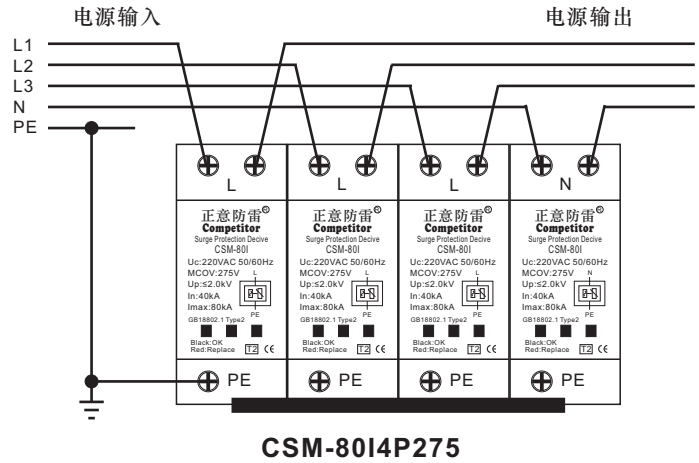 电源输入
电源输出
L1
L2
L3
N
PE
L
L
L
N
正意防雷®
Competitor
Surge Protection Decive
CSM-80I
Uc:220VAC 50/60Hz
MCOV:275V
L
Up:≤2.0kV
In:40kA
Imax:80kA
PE
GB18802.1 Type2
Black:OK
Red:Replace
T2 CE
PE
正意防雷®
Competitor
Surge Protection Decive
CSM-80I
Uc:220VAC 50/60Hz
MCOV:275V
L
Up:≤2.0kV
In:40kA
Imax:80kA
PE
GB18802.1 Type2
Black:OK
Red:Replace
T2 CE
PE
正意防雷®
Competitor
Surge Protection Decive
CSM-80I
Uc:220VAC 50/60Hz
MCOV:275V
L
Up:≤2.0kV
In:40kA
Imax:80kA
PE
GB18802.1 Type2
Black:OK
Red:Replace
T2 CE
PE
正意防雷®
Competitor
Surge Protection Decive
CSM-80I
Uc:220VAC 50/60Hz
MCOV:275V
N
Up:≤2.0kV
In:40kA
Imax:80kA
PE
GB18802.1 Type2
Black:OK
Red:Replace
T2 CE
PE
CSM-80I4P275